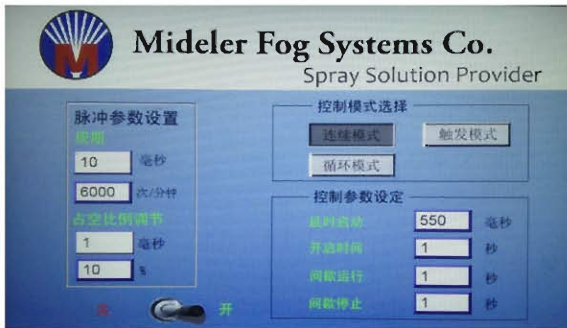 M
Mideler Fog Systems Co.
Spray Solution Provider
脉冲参数设置
周期
10 毫秒
6000 次/分钟
占空比例调节
1 毫秒
10 %
关 开
控制模式选择
连续模式 触发模式
循环模式
控制参数设定
延时启动 550 毫秒
开启时间 1 秒
间歇运行 1 秒
间歇停止 1 秒